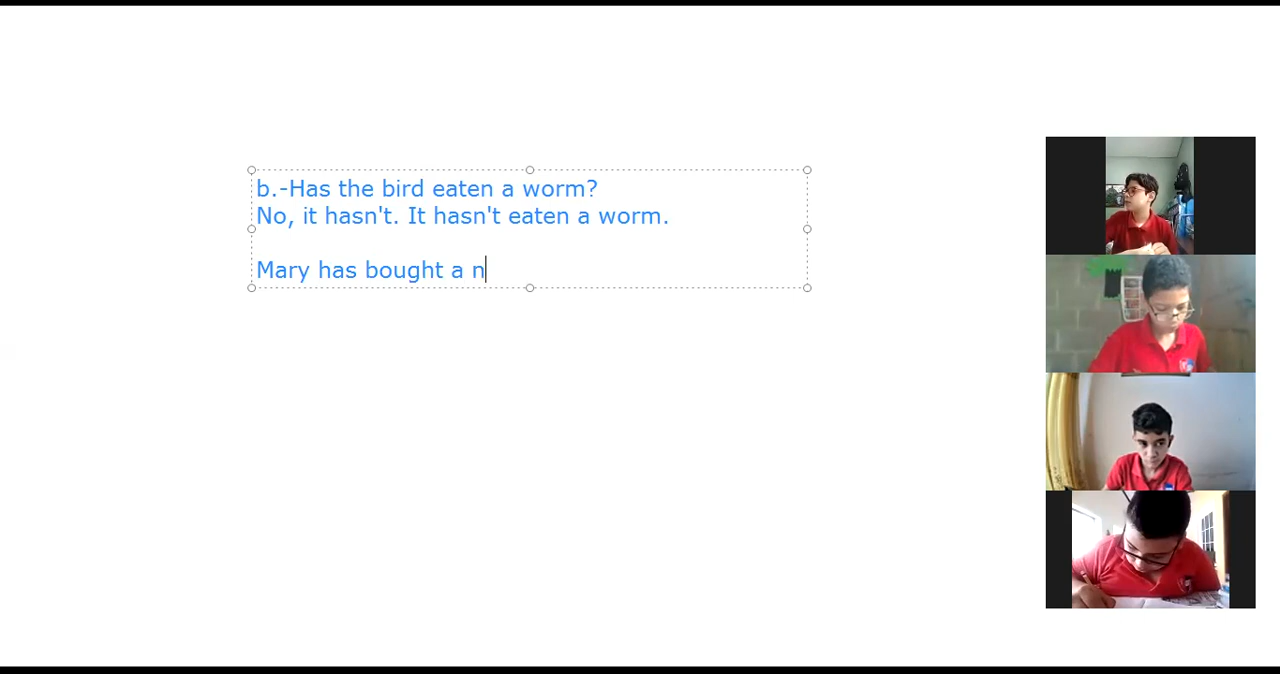 b.-Has the bird eaten a worm?
No, it hasn't. It hasn't eaten a worm.
Mary has bought a n